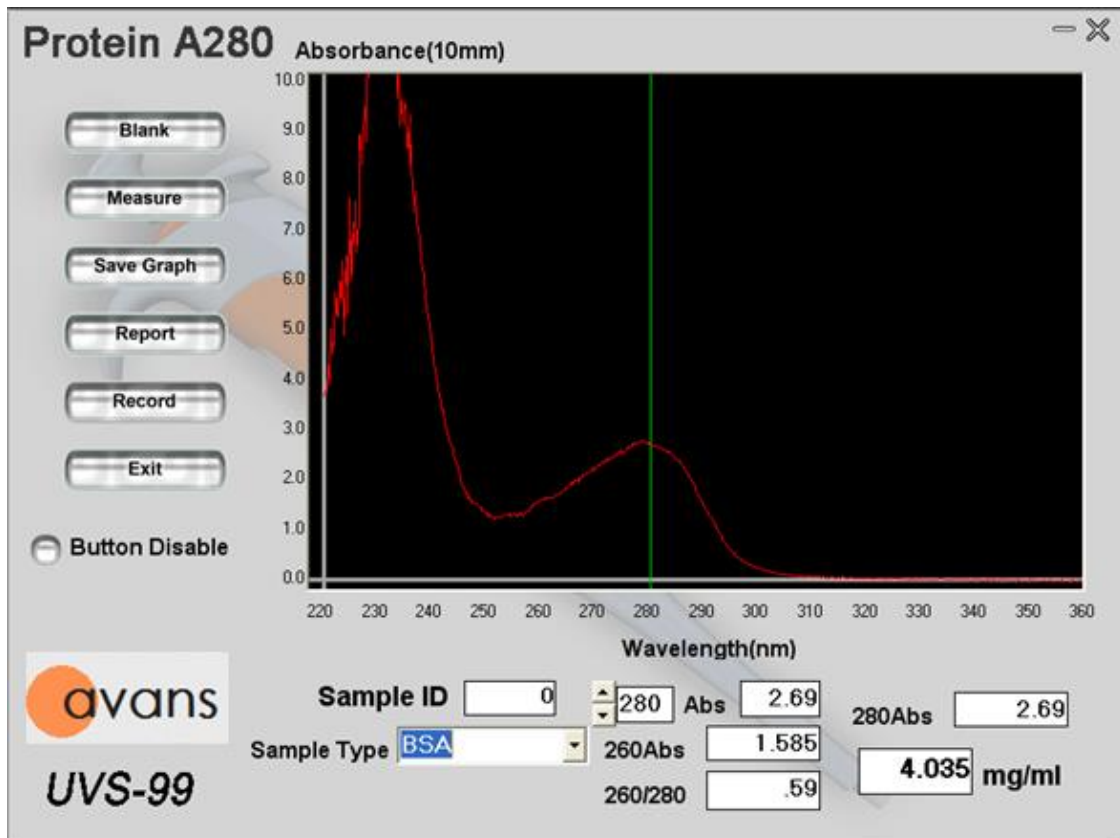 Protein A280
Absorbance(10mm)
Blank
Measure
Save Graph
Report
Record
Exit
Button Disable
10.0
9.0
8.0
7.0
6.0
5.0
4.0
3.0
2.0
1.0
0.0
220 230 240 250 260 270 280 290 300 310 320 330 340 350 360
Wavelength(nm)
avans
UVS-99
Sample ID 0 280 Abs 2.69 280Abs 2.69
Sample Type BSA 260Abs 1.585 4.035 mg/ml
260/280 .59